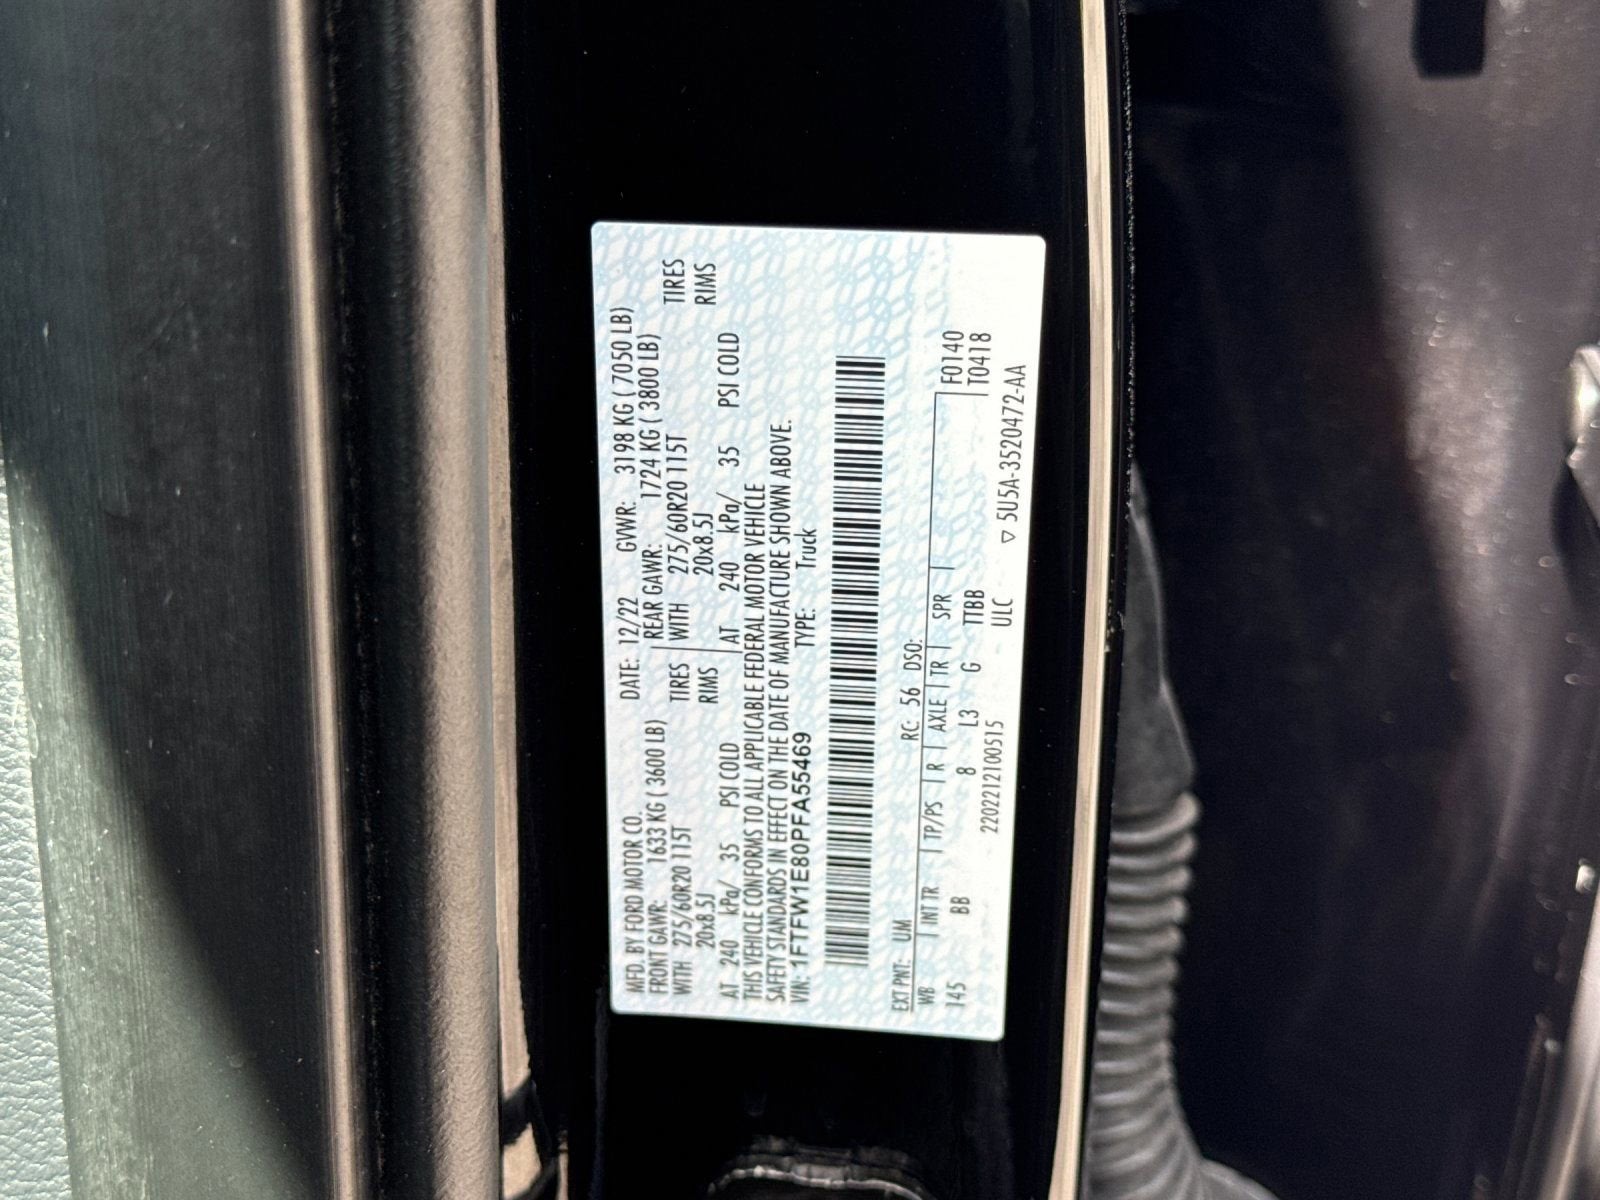 MFD. BY FORD MOTOR CO. DATE: 12/22 GVWR: 3198 KG ( 7050 LB)
FRONT GAWR: 1633 KG ( 3600 LB) REAR GAWR: 1724 KG ( 3800 LB)
WITH 275/60R20 115T TIRES WITH 275/60R20 115T TIRES
20x8.5J RIMS 20x8.5J RIMS
AT 240 kPa/ 35 PSI COLD AT 240 kPa/ 35 PSI COLD
THIS VEHICLE CONFORMS TO ALL APPLICABLE FEDERAL MOTOR VEHICLE
SAFETY STANDARDS IN EFFECT ON THE DATE OF MANUFACTURE SHOWN ABOVE.
VIN: 1FTFW1E80PFA55469 TYPE: Truck
EXT PNT: UM RC: 56 DSO:
WB INT TR TP/PS R AXLE TR SPR F0140
145 BB 8 L3 G TTBB T0418
20221210​0515 ULC ▽ 5U5A-3520472-AA